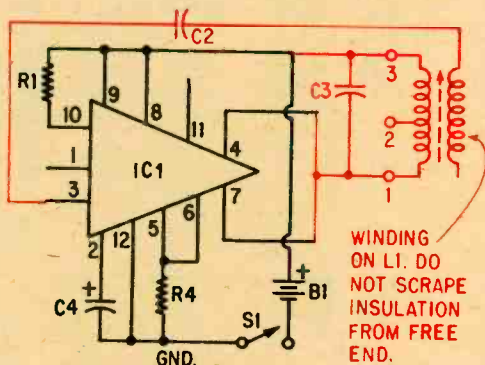 C2
R1
9
8
10
11
1
IC1
4
3
7
6
2
12
5
C4
+
R4
GND.
S1
+
B1
C3
3
2
1
WINDING
ON L1. DO
NOT SCRAPE
INSULATION
FROM FREE
END.